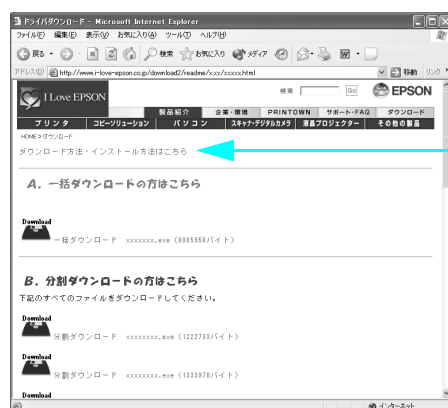 ドライバダウンロード - Microsoft Internet Explorer
ファイル(F) 編集(E) 表示(V) お気に入り(A) ツール(T) ヘルプ(H)
戻る 検索 お気に入り メディア
アドレス(D) http://www.i-love-epson.co.jp/download2/readme/x.xx/xxxxx.html 移動 リンク
I Love EPSON 検索 Go EPSON
製品紹介 企業・環境 PRINTOWN サポート・FAQ ダウンロード
プリンタ コピーソリューション パソコン スキャナ・デジタルカメラ 液晶プロジェクター その他の製品
HOME > ダウンロード
ダウンロード方法・インストール方法はこちら
A. 一括ダウンロードの方はこちら
Download
一括ダウンロード xxxxxxx.exe (8805950バイト)
B. 分割ダウンロードの方はこちら
下記のすべてのファイルをダウンロードしてください。
Download
分割ダウンロード xxxxxxxx.exe (1222733バイト)
Download
分割ダウンロード xxxxxxxx.exe (1333970バイト)
Download
インターネット